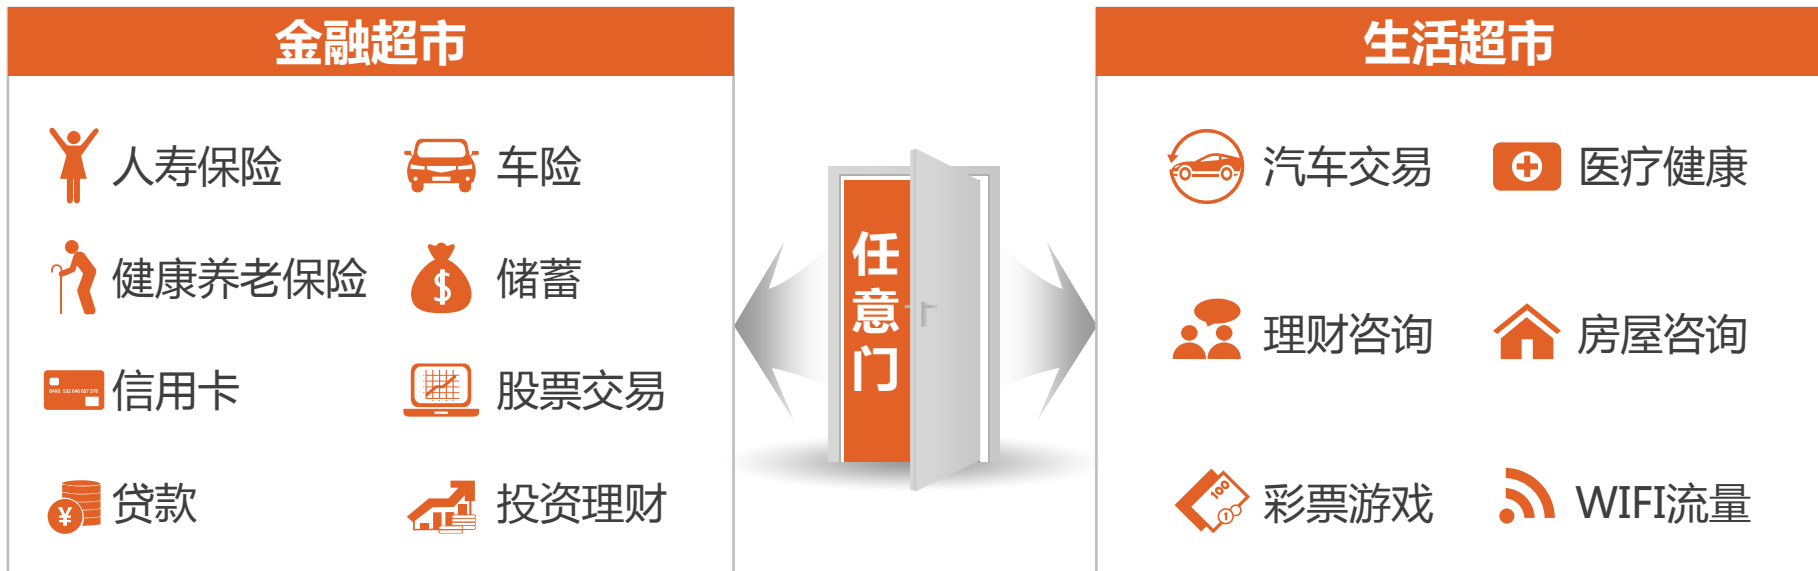 金融超市
人寿保险
车险
健康养老保险
储蓄
信用卡
股票交易
贷款
投资理财
任
意
门
生活超市
汽车交易
医疗健康
理财咨询
房屋咨询
彩票游戏
WIFI流量